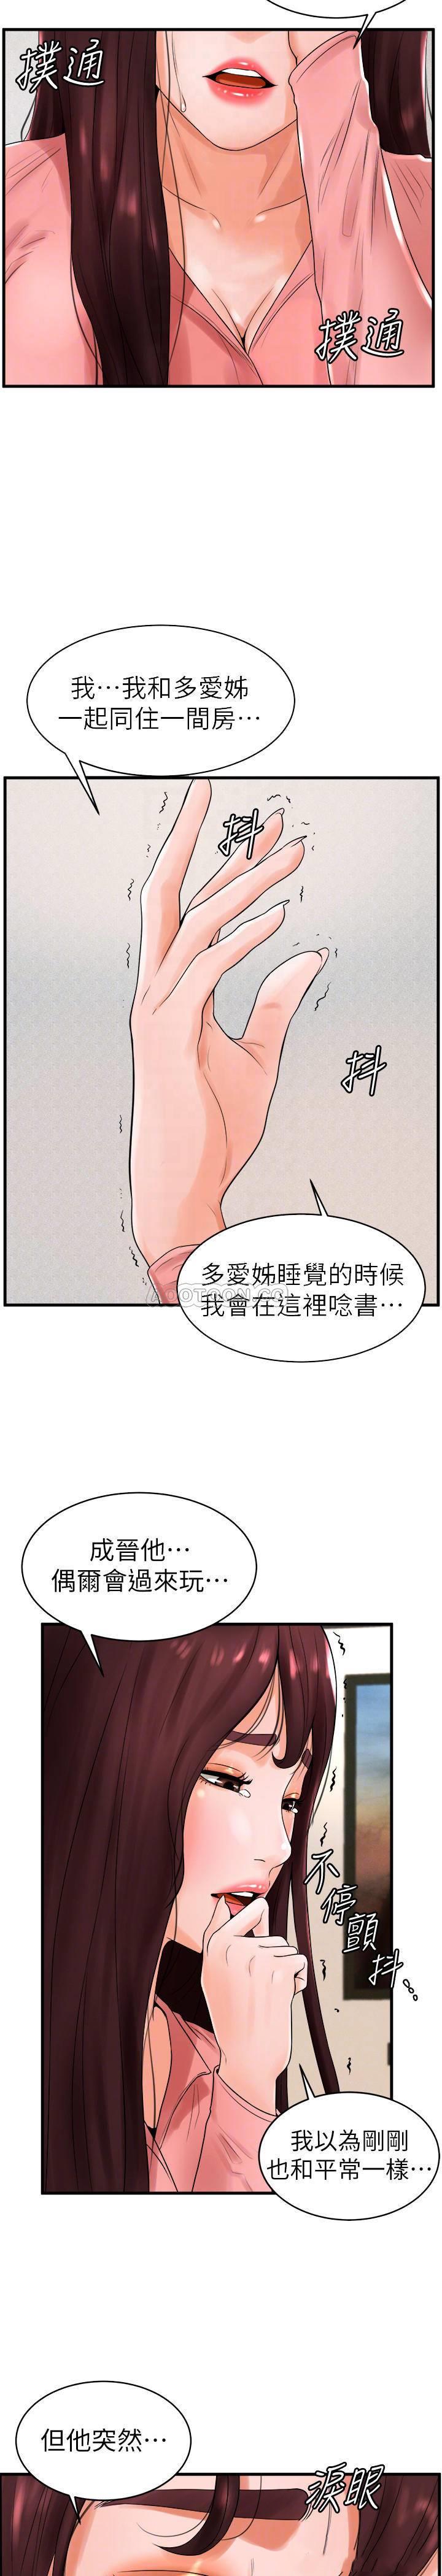 撲通
撲通
我⋯我和多愛姊
一起同住一間房⋯
抖
抖
多愛姊睡覺的時候
我會在這裡唸書⋯
成晉他⋯
偶爾會過來玩⋯
不停顫抖⋯
我以為剛剛
也和平常一樣⋯
但他突然⋯
淚眼